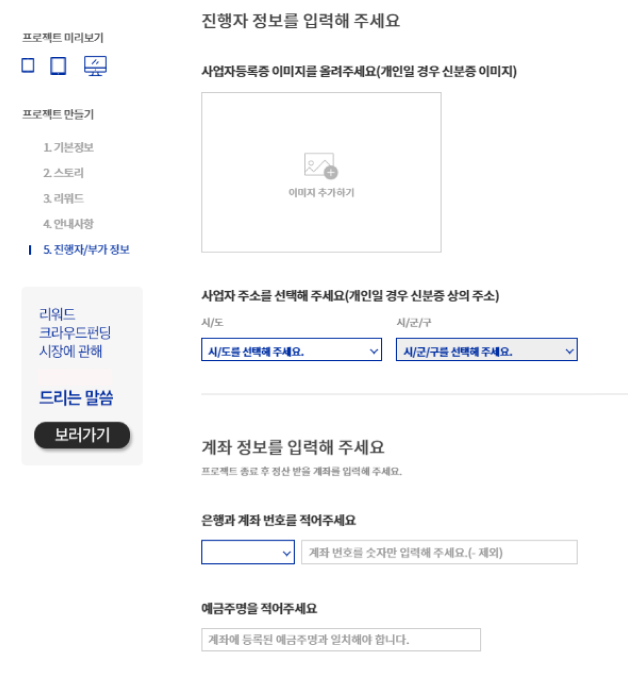 프로젝트 미리보기
프로젝트 만들기
1. 기본정보
2. 스토리
3. 리워드
4. 안내사항
5. 진행자/부가 정보
리워드
크라우드펀딩
시장에 관해
드리는 말씀
보러가기
진행자 정보를 입력해 주세요
사업자등록증 이미지를 올려주세요(개인일 경우 신분증 이미지)
이미지 추가하기
사업자 주소를 선택해 주세요(개인일 경우 신분증 상의 주소)
시/도 시/군/구
시/도를 선택해 주세요. 시/군/구를 선택해 주세요.
계좌 정보를 입력해 주세요
프로젝트 종료 후 정산 받을 계좌를 입력해 주세요.
은행과 계좌 번호를 적어주세요
계좌 번호를 숫자만 입력해 주세요.(- 제외)
예금주명을 적어주세요
계좌에 등록된 예금주명과 일치해야 합니다.